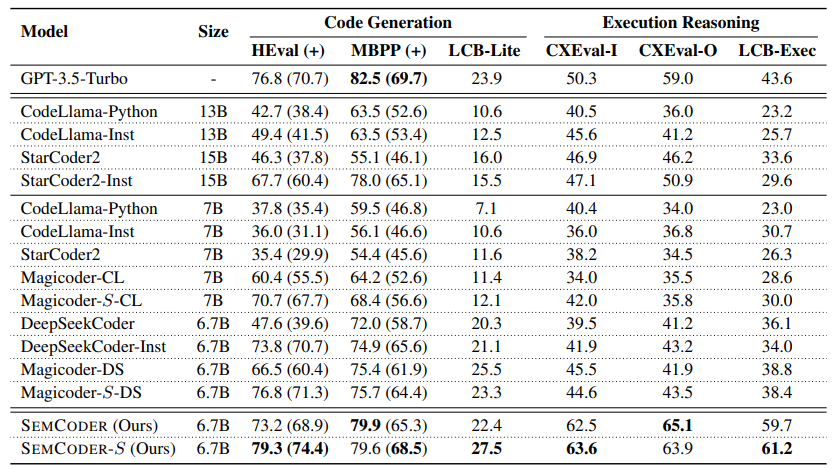 Model Size Code Generation Execution Reasoning
HEval (+) MBPP (+) LCB-Lite CXEval-I CXEval-O LCB-Exec
GPT-3.5-Turbo - 76.8 (70.7) 82.5 (69.7) 23.9 50.3 59.0 43.6
CodeLlama-Python 13B 42.7 (38.4) 63.5 (52.6) 10.6 40.5 36.0 23.2
CodeLlama-Inst 13B 49.4 (41.5) 63.5 (53.4) 12.5 45.6 41.2 25.7
StarCoder2 15B 46.3 (37.8) 55.1 (46.1) 16.0 46.9 46.2 33.6
StarCoder2-Inst 15B 67.7 (60.4) 78.0 (65.1) 15.5 47.1 50.9 29.6
CodeLlama-Python 7B 37.8 (35.4) 59.5 (46.8) 7.1 40.4 34.0 23.0
CodeLlama-Inst 7B 36.0 (31.1) 56.1 (46.6) 10.6 36.0 36.8 30.7
StarCoder2 7B 35.4 (29.9) 54.4 (45.6) 11.6 38.2 34.5 26.3
Magicoder-CL 7B 60.4 (55.5) 64.2 (52.6) 11.4 34.0 35.5 28.6
Magicoder-S-CL 7B 70.7 (67.7) 68.4 (56.6) 12.1 42.0 35.8 30.0
DeepSeekCoder 6.7B 47.6 (39.6) 72.0 (58.7) 20.3 39.5 41.2 36.1
DeepSeekCoder-Inst 6.7B 73.8 (70.7) 74.9 (65.6) 21.1 41.9 43.2 34.0
Magicoder-DS 6.7B 66.5 (60.4) 75.4 (61.9) 25.5 45.5 41.9 38.8
Magicoder-S-DS 6.7B 76.8 (71.3) 75.7 (64.4) 23.3 44.6 43.5 38.4
SEMCODER (Ours) 6.7B 73.2 (68.9) 79.9 (65.3) 22.4 62.5 65.1 59.7
SEMCODER-S (Ours) 6.7B 79.3 (74.4) 79.6 (68.5) 27.5 63.6 63.9 61.2